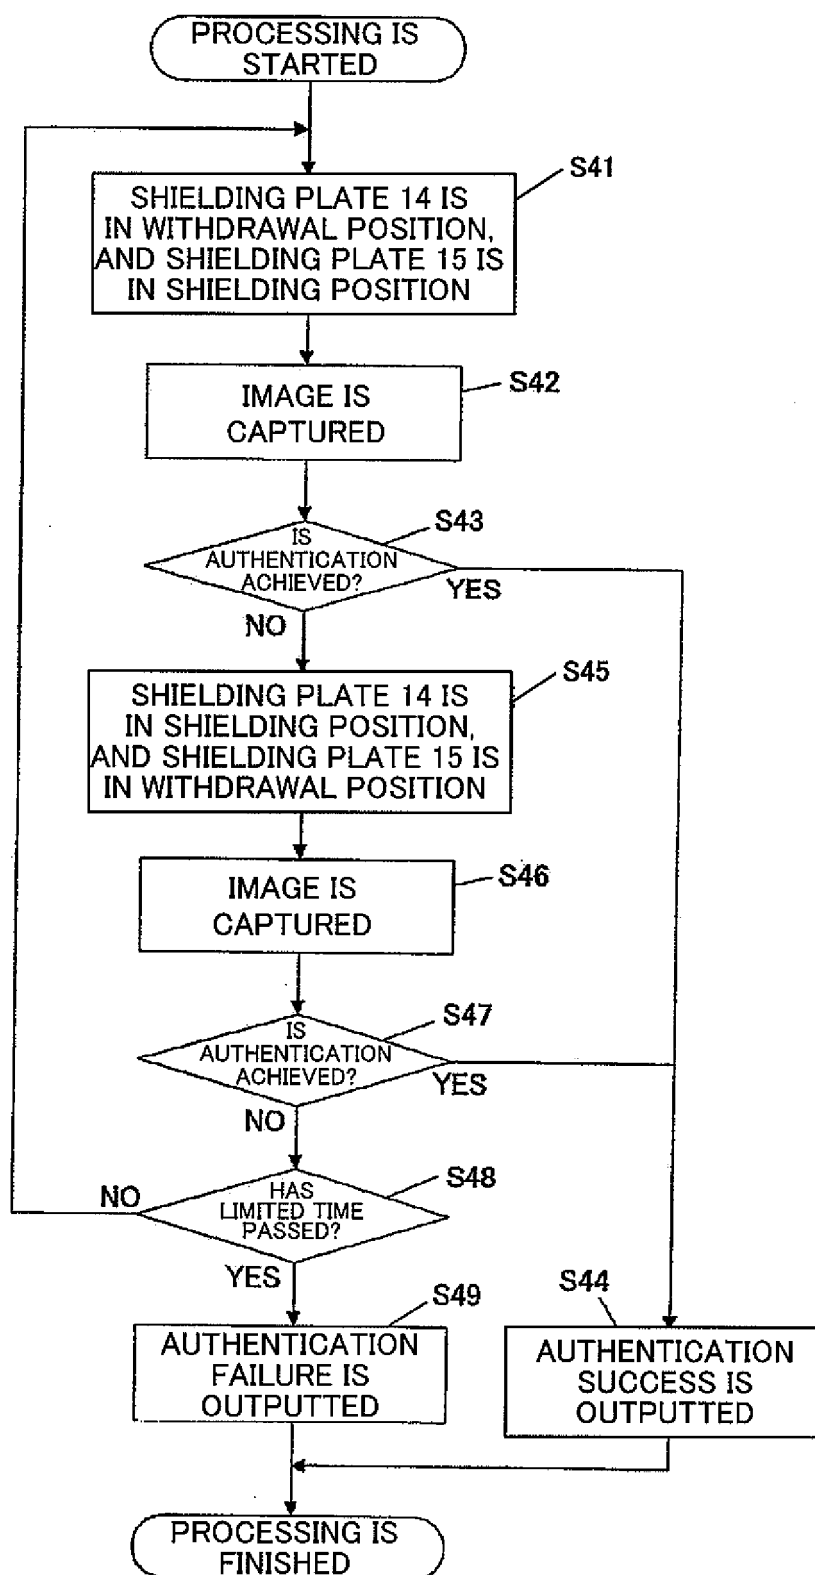 PROCESSING IS
STARTED
S41
SHIELDING PLATE 14 IS
IN WITHDRAWAL POSITION,
AND SHIELDING PLATE 15 IS
IN SHIELDING POSITION
S42
IMAGE IS
CAPTURED
S43
IS
AUTHENTICATION
ACHIEVED?
YES
NO
S45
SHIELDING PLATE 14 IS
IN SHIELDING POSITION,
AND SHIELDING PLATE 15 IS
IN WITHDRAWAL POSITION
S46
IMAGE IS
CAPTURED
S47
IS
AUTHENTICATION
ACHIEVED?
YES
NO
S48
HAS
LIMITED TIME
PASSED?
NO
YES
S49
AUTHENTICATION
FAILURE IS
OUTPUTTED
S44
AUTHENTICATION
SUCCESS IS
OUTPUTTED
PROCESSING IS
FINISHED